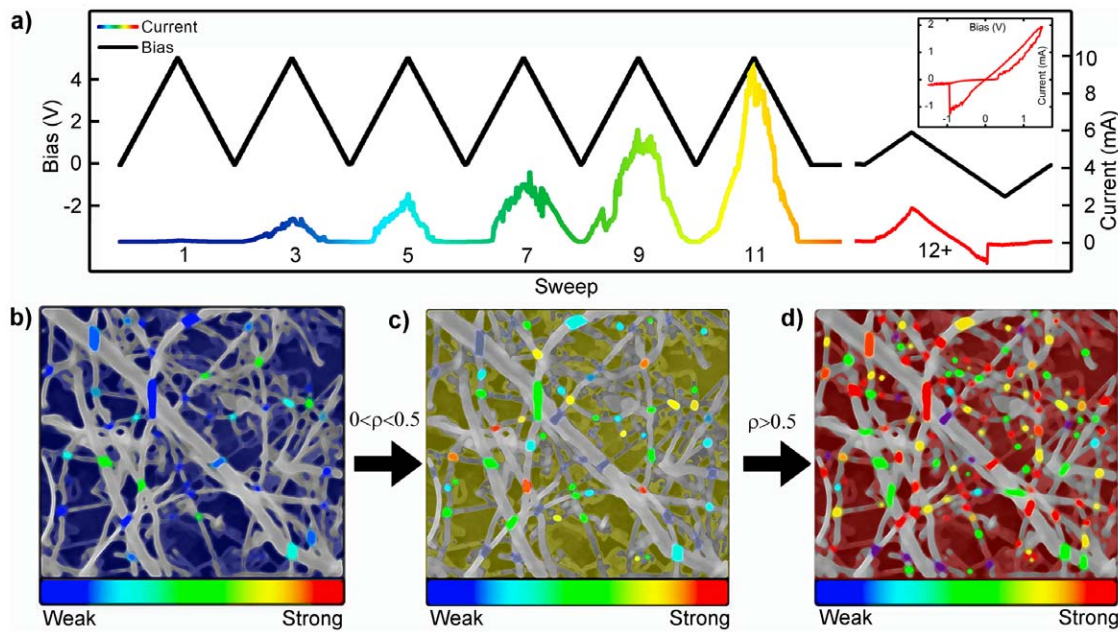 a)
Current
Bias
Bias (V)
4
2
0
-2
1
3
5
7
9
11
12+
Sweep
10
8
6
4
2
0
Current (mA)
Bias (V)
2
1
0
-1
-1
0
1
Current (mA)
b)
c)
d)
0<ρ<0.5
ρ>0.5
Weak
Strong
Weak
Strong
Weak
Strong